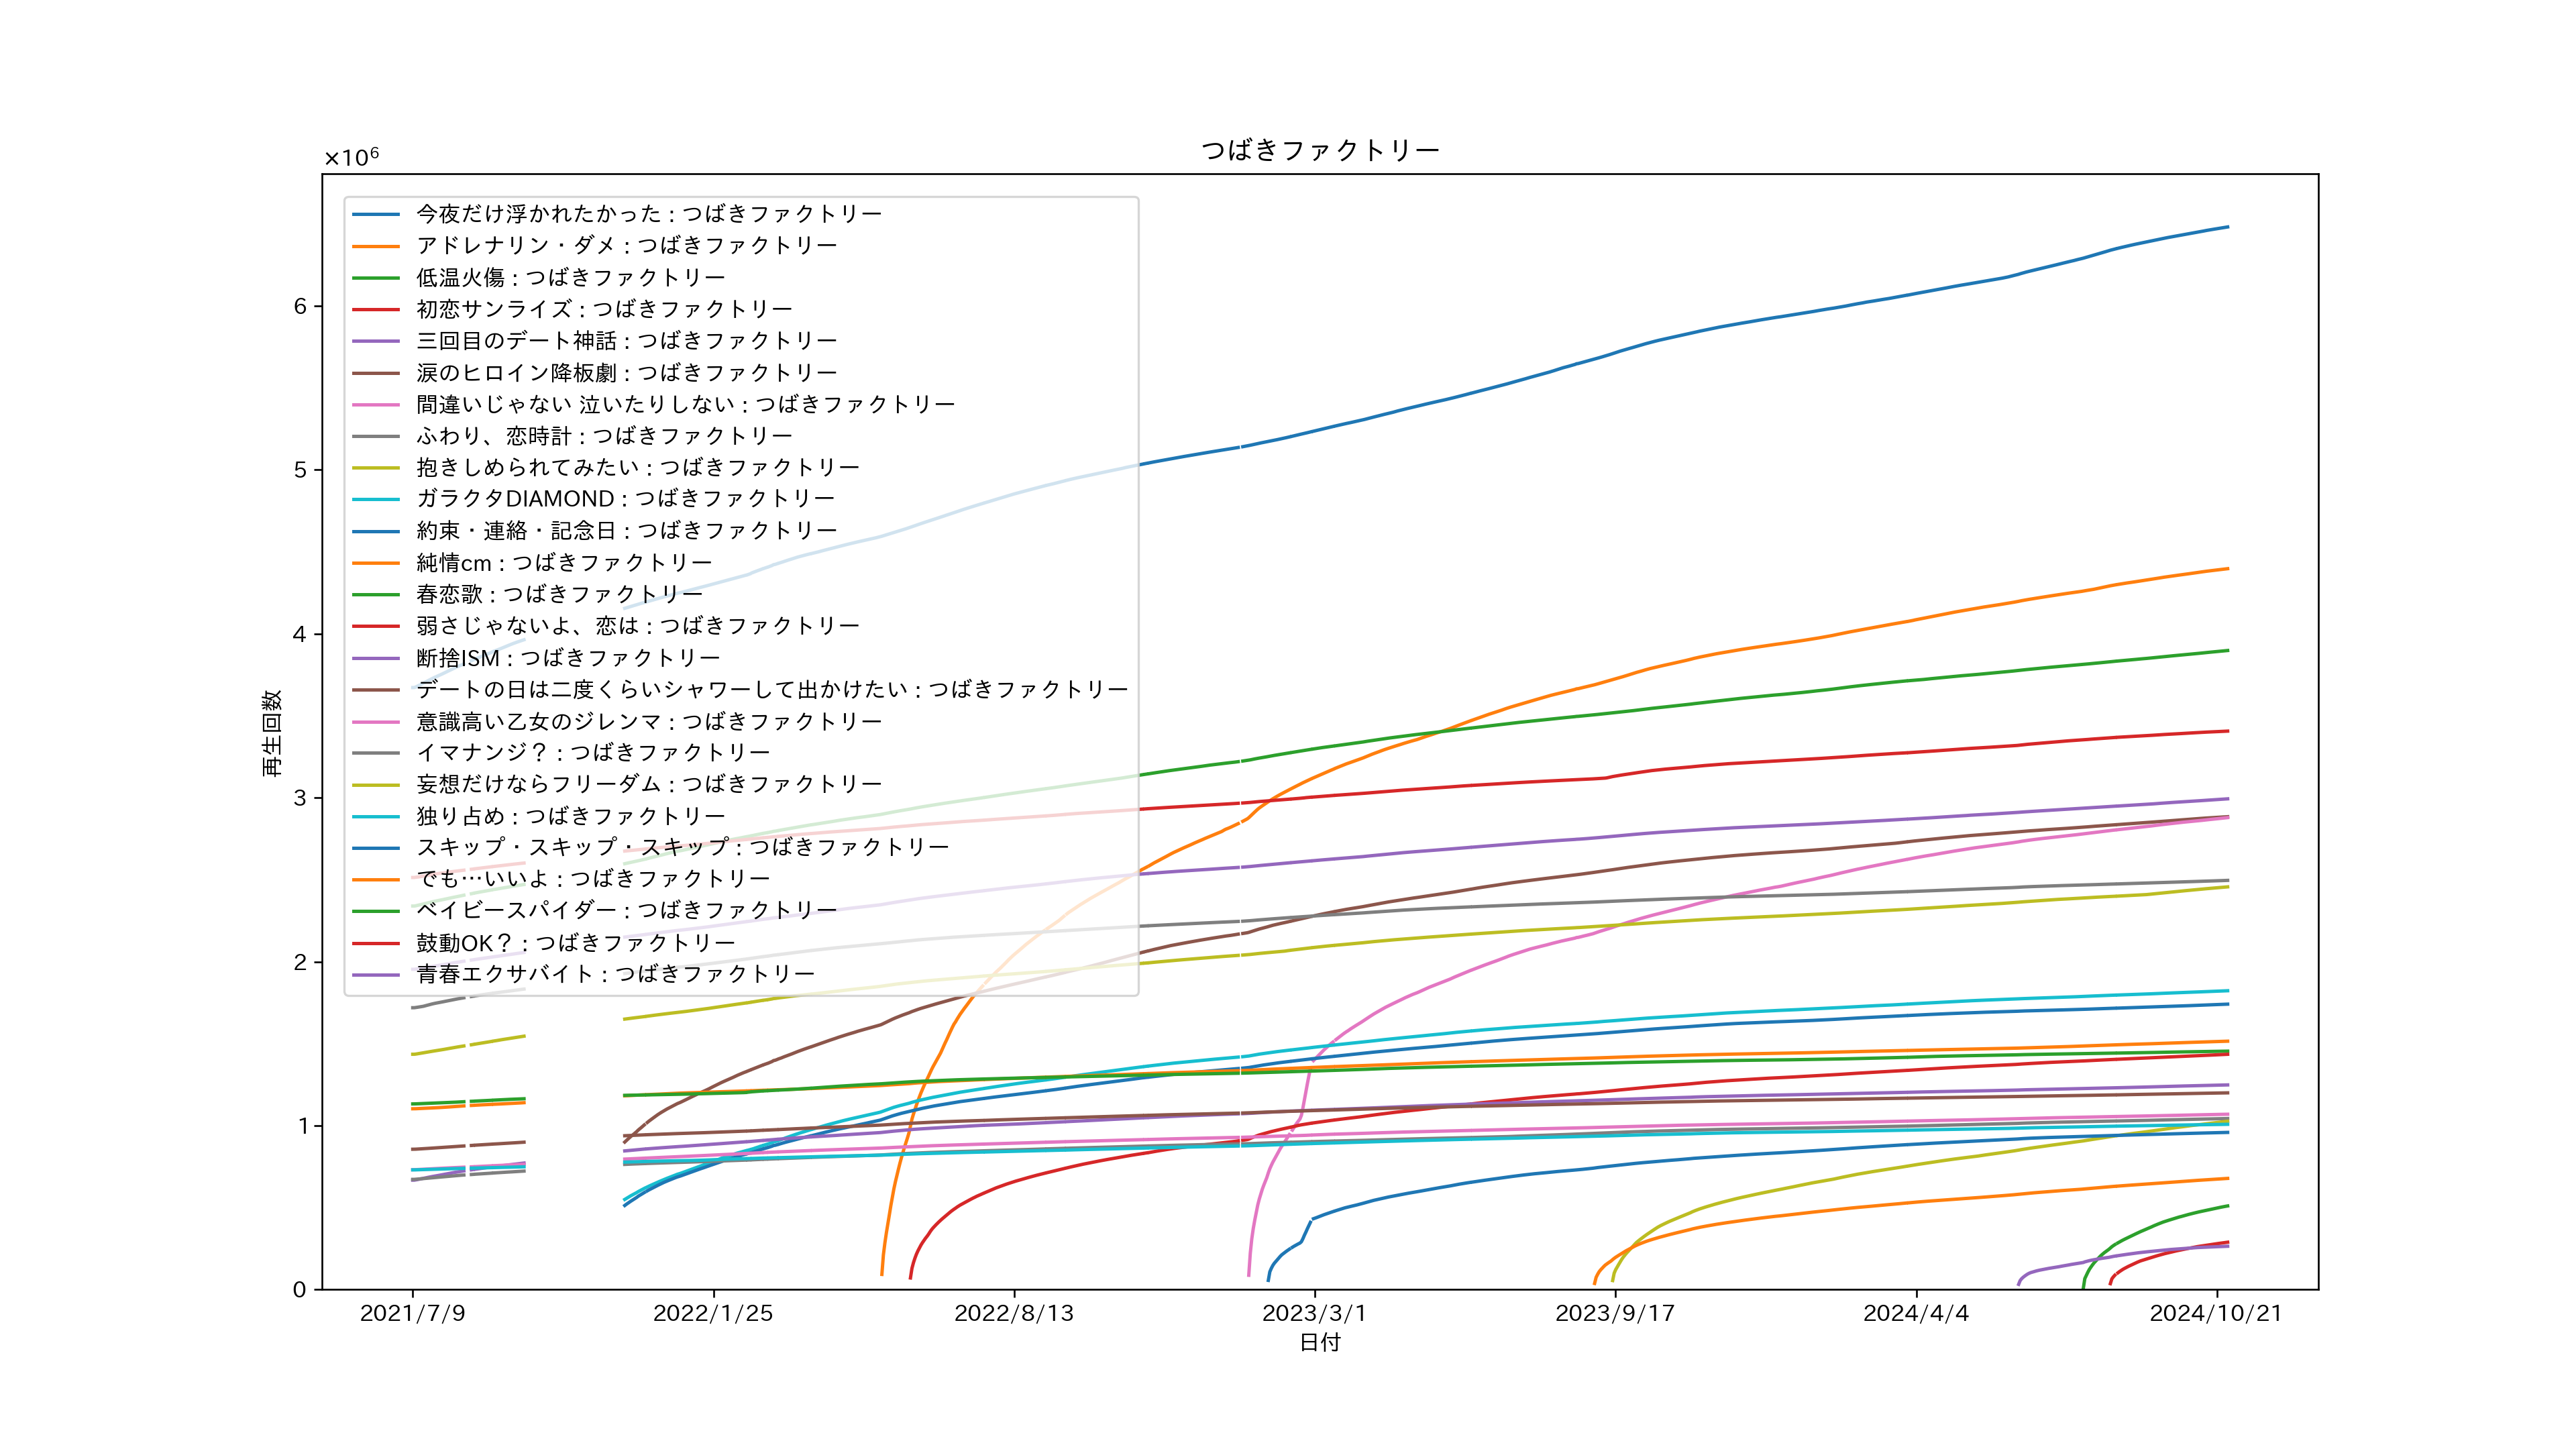 つばきファクトリー
×10⁶
今夜だけ浮かれたかった : つばきファクトリー
アドレナリン・ダメ : つばきファクトリー
低温火傷 : つばきファクトリー
初恋サンライズ : つばきファクトリー
三回目のデート神話 : つばきファクトリー
涙のヒロイン降板劇 : つばきファクトリー
間違いじゃない 泣いたりしない : つばきファクトリー
ふわり、恋時計 : つばきファクトリー
抱きしめられてみたい : つばきファクトリー
ガラクタDIAMOND : つばきファクトリー
約束・連絡・記念日 : つばきファクトリー
純情cm : つばきファクトリー
春恋歌 : つばきファクトリー
弱さじゃないよ、恋は : つばきファクトリー
断捨ISM : つばきファクトリー
デートの日は二度くらいシャワーして出かけたい : つばきファクトリー
意識高い乙女のジレンマ : つばきファクトリー
イマナンジ？ : つばきファクトリー
妄想だけならフリーダム : つばきファクトリー
独り占め : つばきファクトリー
スキップ・スキップ・スキップ : つばきファクトリー
でも…いいよ : つばきファクトリー
ベイビースパイダー : つばきファクトリー
鼓動OK？ : つばきファクトリー
青春エクサバイト : つばきファクトリー
再生回数
6
5
4
3
2
1
0
2021/7/9
2022/1/25
2022/8/13
2023/3/1
2023/9/17
2024/4/4
2024/10/21
日付